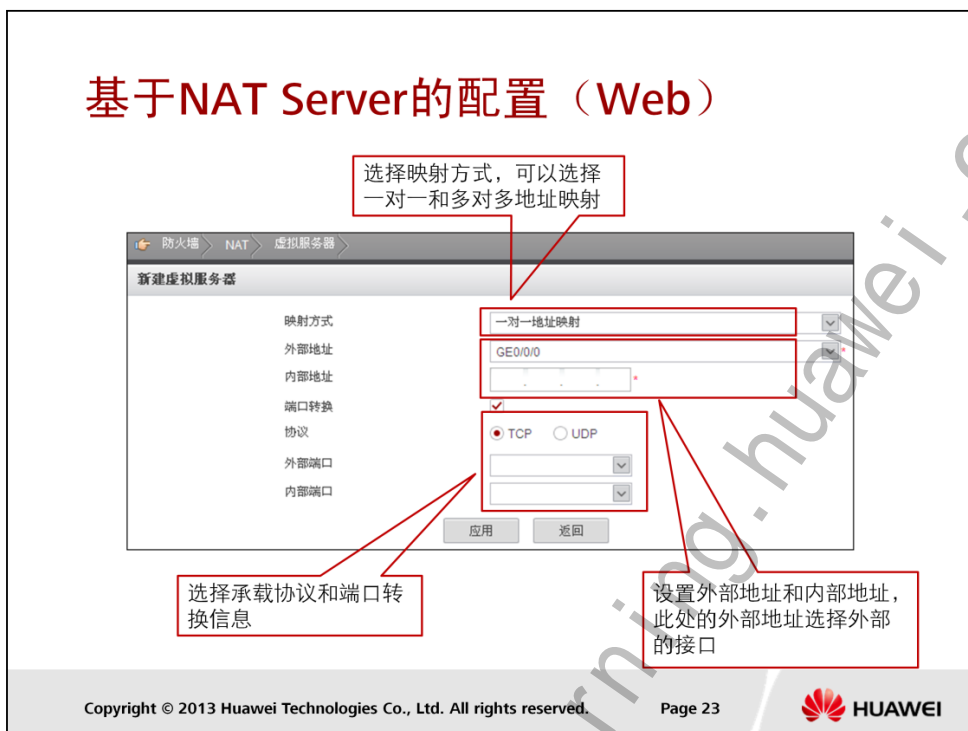 基于NAT Server的配置（Web）
选择映射方式，可以选择
一对一和多对多地址映射
防火墙 NAT 虚拟服务器
新建虚拟服务器
映射方式 一对一地址映射
外部地址 GE0/0/0 *
内部地址 . . . *
端口转换
协议 TCP UDP
外部端口
内部端口
应用 返回
选择承载协议和端口转
换信息
设置外部地址和内部地址，
此处的外部地址选择外部
的接口
rning.huawei.
Copyright © 2013 Huawei Technologies Co., Ltd. All rights reserved. Page 23 HUAWEI